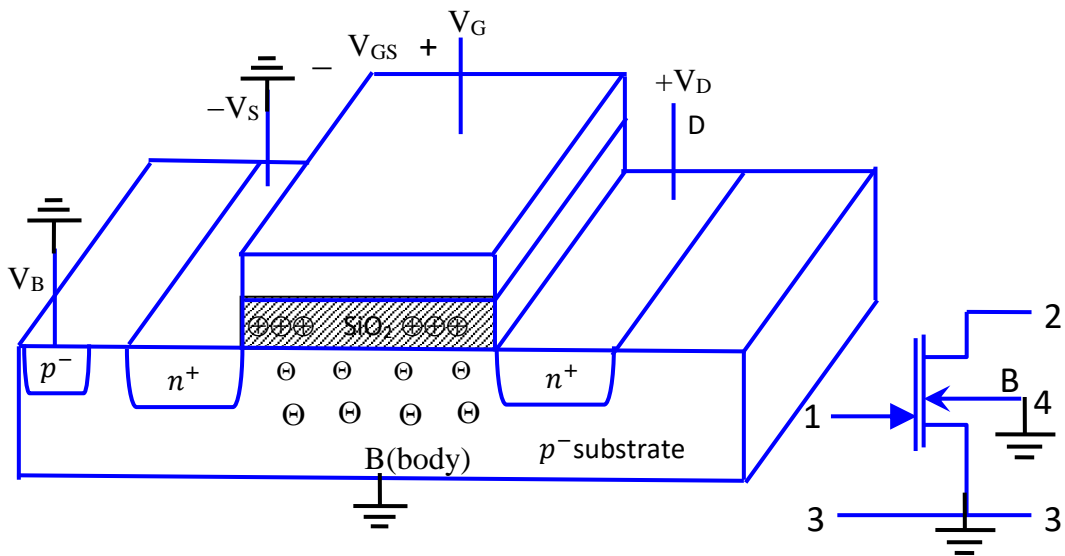 V_G
V_GS
+
−
+V_D
D
−V_S
V_B
⊕⊕⊕ SiO₂ ⊕⊕⊕
p⁻
n⁺
Θ Θ Θ Θ
n⁺
Θ Θ Θ Θ
p⁻ substrate
B(body)
2
B
4
1
3
3